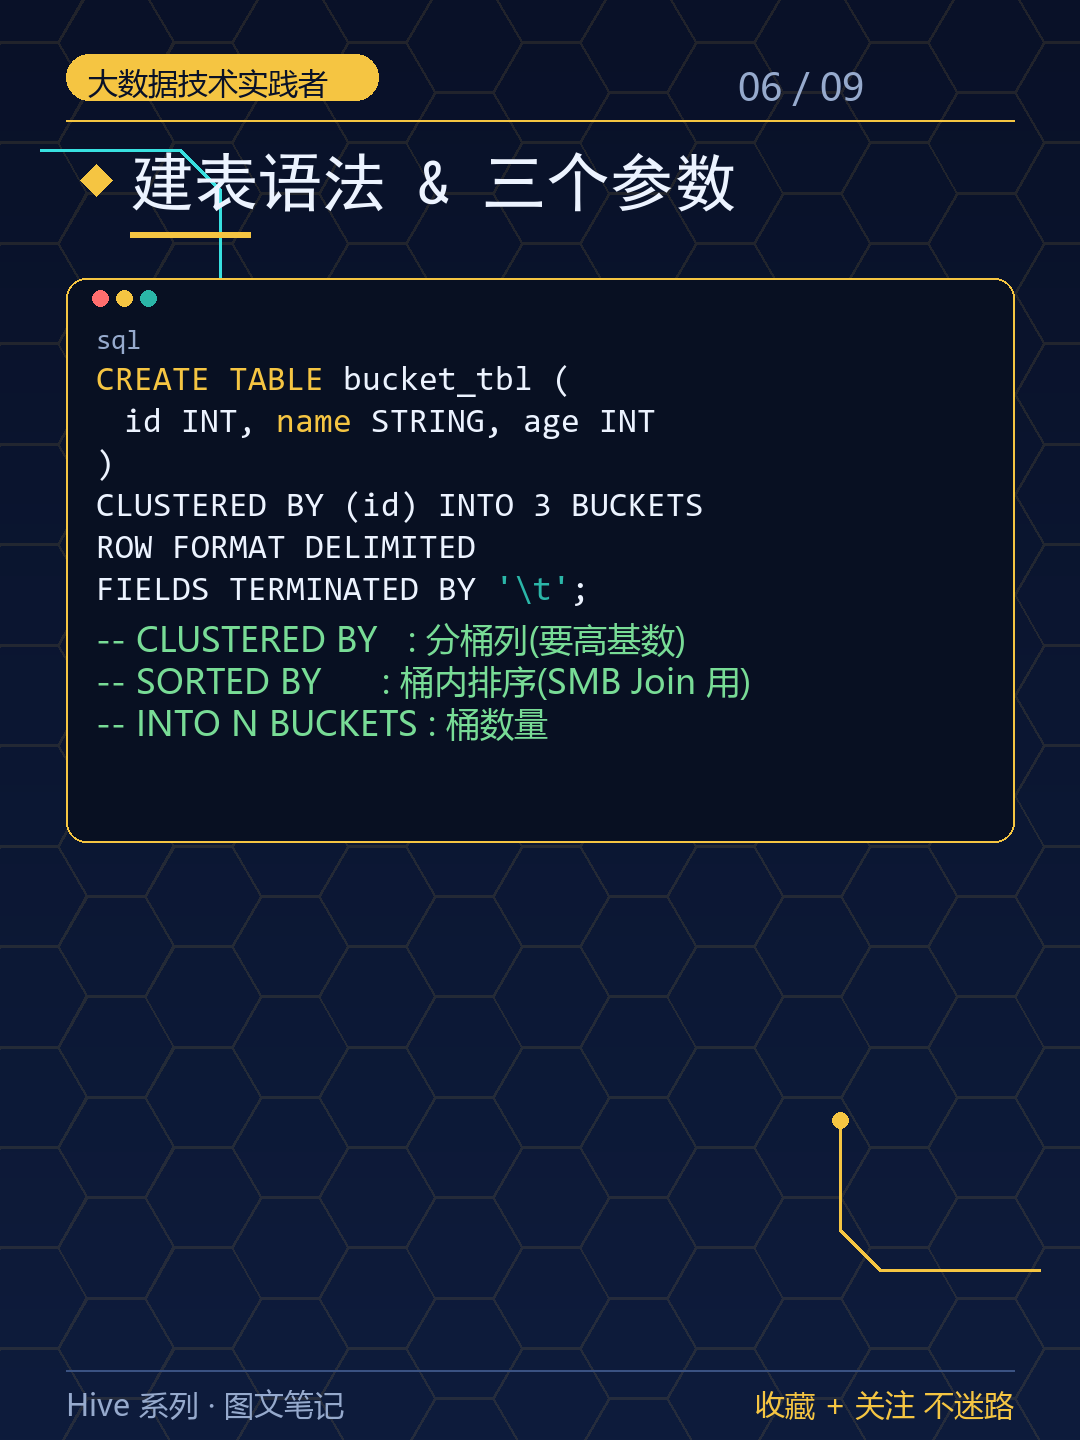 大数据技术实践者
06 / 09
建表语法 & 三个参数
sql
CREATE TABLE bucket_tbl (
  id INT, name STRING, age INT
)
CLUSTERED BY (id) INTO 3 BUCKETS
ROW FORMAT DELIMITED
FIELDS TERMINATED BY '\t';
-- CLUSTERED BY   : 分桶列(要高基数)
-- SORTED BY      : 桶内排序(SMB Join 用)
-- INTO N BUCKETS : 桶数量
Hive 系列 · 图文笔记
收藏 + 关注 不迷路